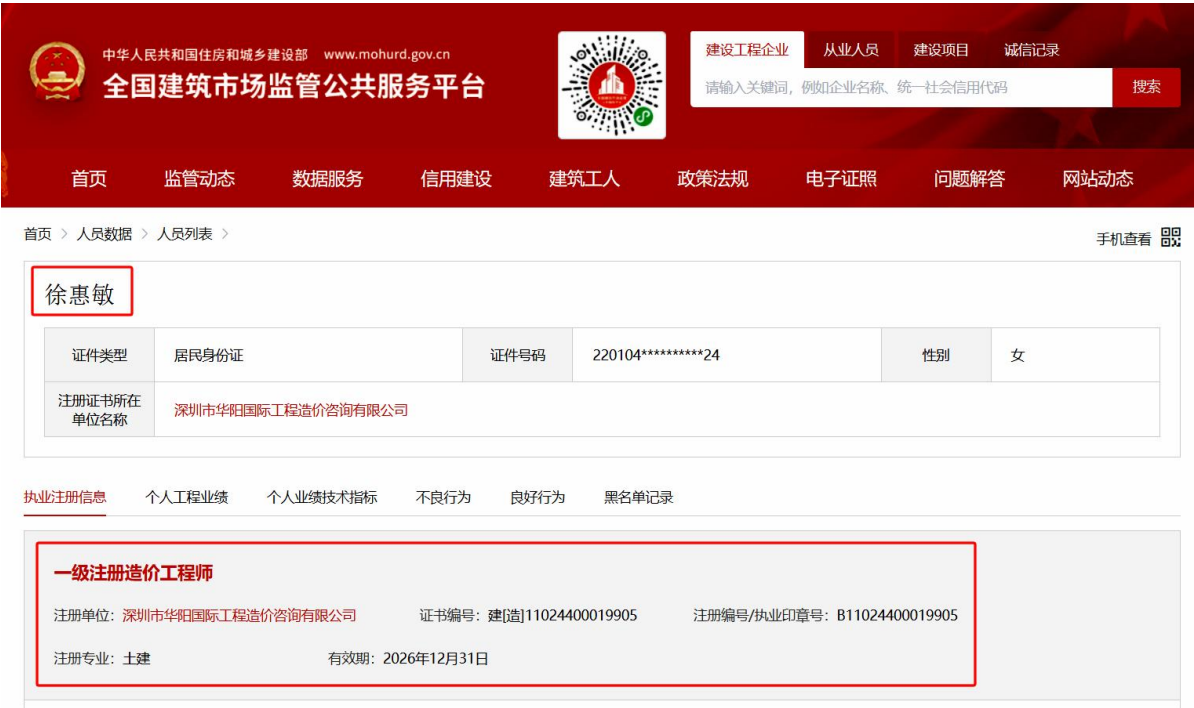 中华人民共和国住房和城乡建设部 www.mohurd.gov.cn
全国建筑市场监管公共服务平台
建设工程企业 从业人员 建设项目 诚信记录
请输入关键词，例如企业名称、统一社会信用代码 搜索
首页 监管动态 数据服务 信用建设 建筑工人 政策法规 电子证照 问题解答 网站动态
首页 > 人员数据 > 人员列表 >
手机查看
徐惠敏
证件类型 居民身份证 证件号码 220104**********24 性别 女
注册证书所在
单位名称
深圳市华阳国际工程造价咨询有限公司
执业注册信息 个人工程业绩 个人业绩技术指标 不良行为 良好行为 黑名单记录
一级注册造价工程师
注册单位：深圳市华阳国际工程造价咨询有限公司 证书编号：建[造]11024400019905 注册编号/执业印章号：B11024400019905
注册专业：土建 有效期：2026年12月31日